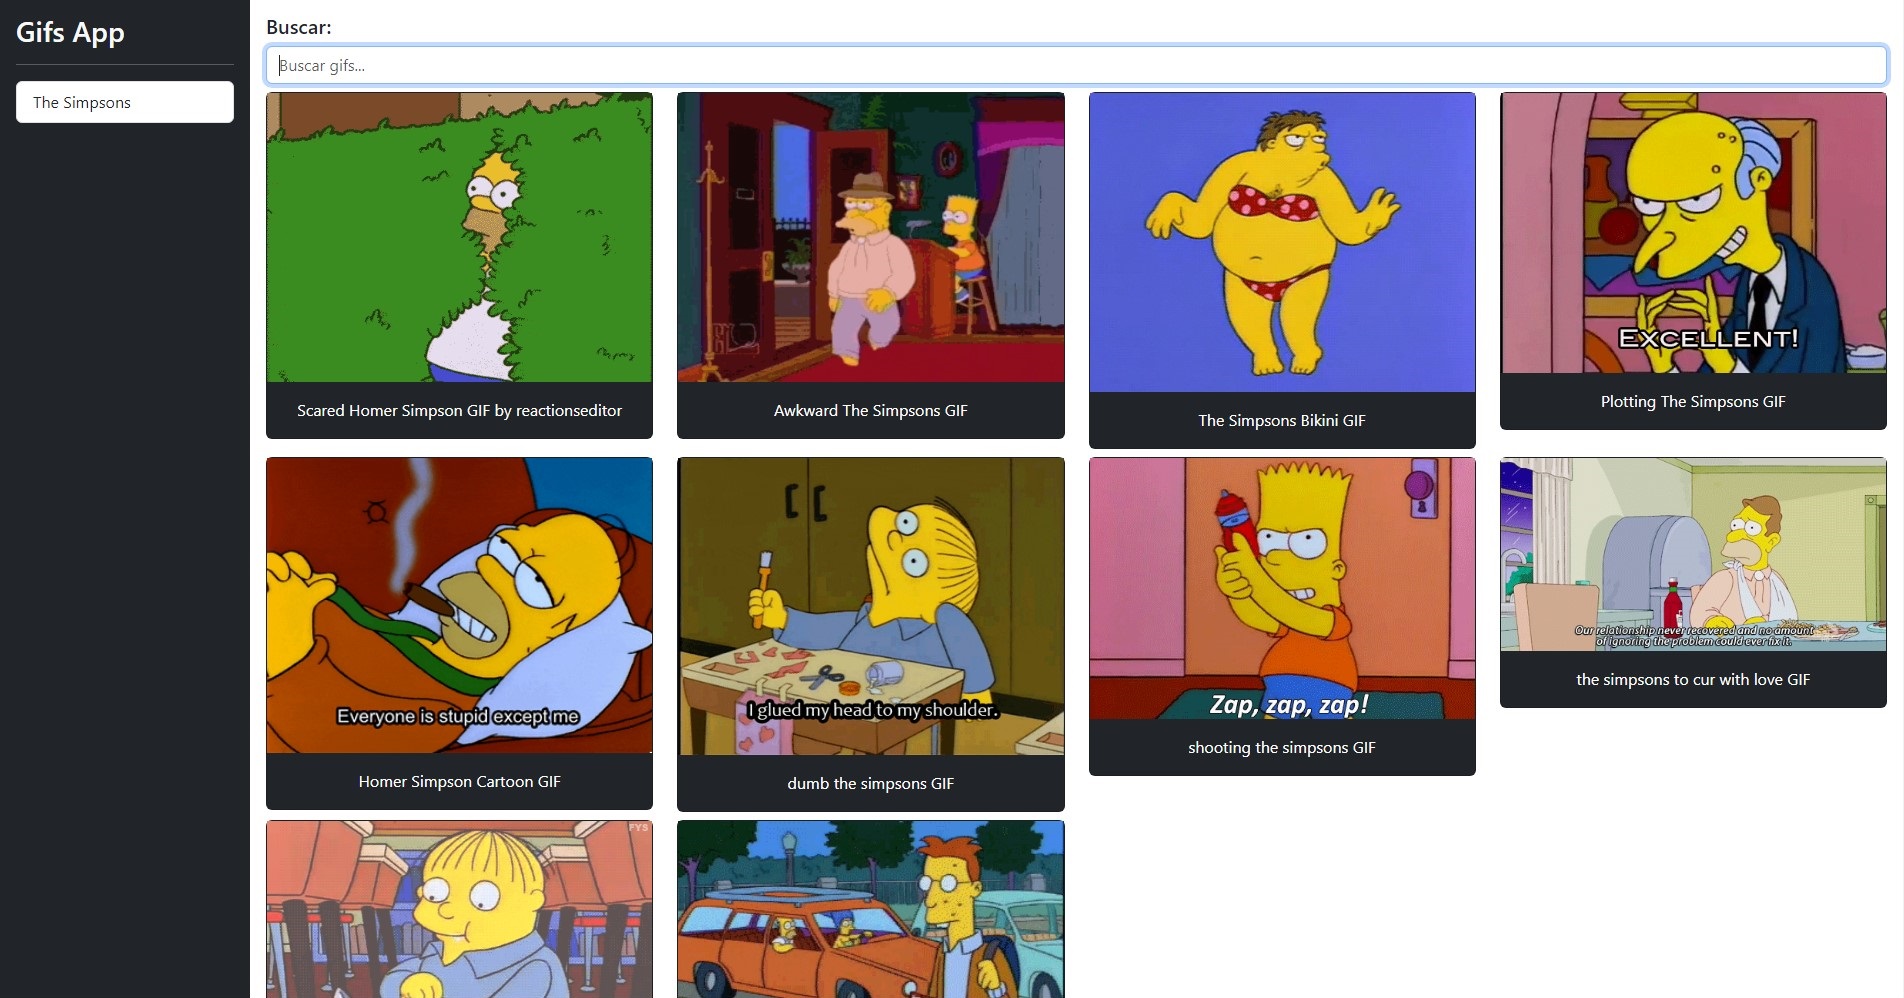 Gifs App
The Simpsons
Buscar:
Buscar gifs...
Scared Homer Simpson GIF by reactionseditor
Awkward The Simpsons GIF
The Simpsons Bikini GIF
EXCELLENT!
Plotting The Simpsons GIF
Everyone is stupid except me
Homer Simpson Cartoon GIF
I glued my head to my shoulder.
dumb the simpsons GIF
Zap, zap, zap!
shooting the simpsons GIF
Our relationship never recovered and no amount
of ignoring the problem could ever fix it.
the simpsons to cur with love GIF
FYS